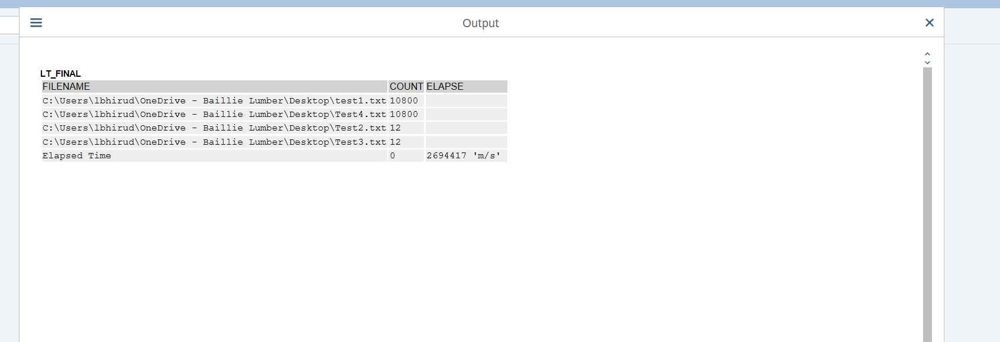 Output
LT_FINAL
FILENAME COUNT ELAPSE
C:\Users\lbhirud\OneDrive - Baillie Lumber\Desktop\test1.txt 10800
C:\Users\lbhirud\OneDrive - Baillie Lumber\Desktop\Test4.txt 10800
C:\Users\lbhirud\OneDrive - Baillie Lumber\Desktop\Test2.txt 12
C:\Users\lbhirud\OneDrive - Baillie Lumber\Desktop\Test3.txt 12
Elapsed Time 0 2694417 'm/s'